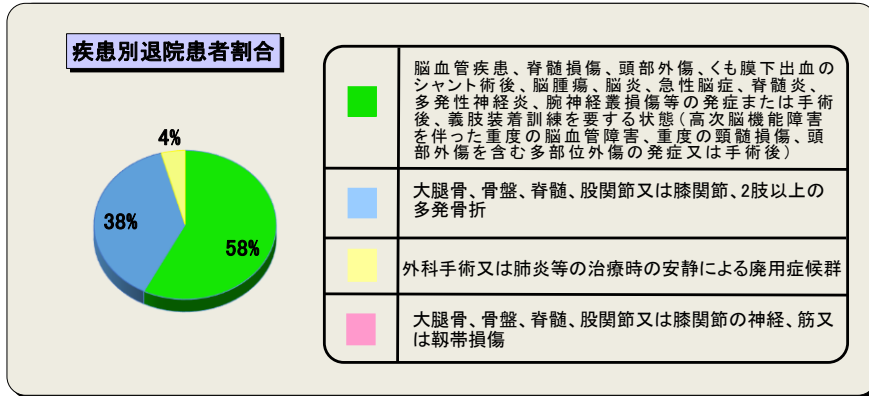 疾患別退院患者割合
4%
38%
58%
脳血管疾患、脊髄損傷、頭部外傷、くも膜下出血の
シャント術後、脳腫瘍、脳炎、急性脳症、脊髄炎、
多発性神経炎、腕神経叢損傷等の発症または手術
後、義肢装着訓練を要する状態(高次脳機能障害
を伴った重度の脳血管障害、重度の頸髄損傷、頭
部外傷を含む多部位外傷の発症又は手術後)
大腿骨、骨盤、脊髄、股関節又は膝関節、2肢以上の
多発骨折
外科手術又は肺炎等の治療時の安静による廃用症候群
大腿骨、骨盤、脊髄、股関節又は膝関節の神経、筋又
は靱帯損傷